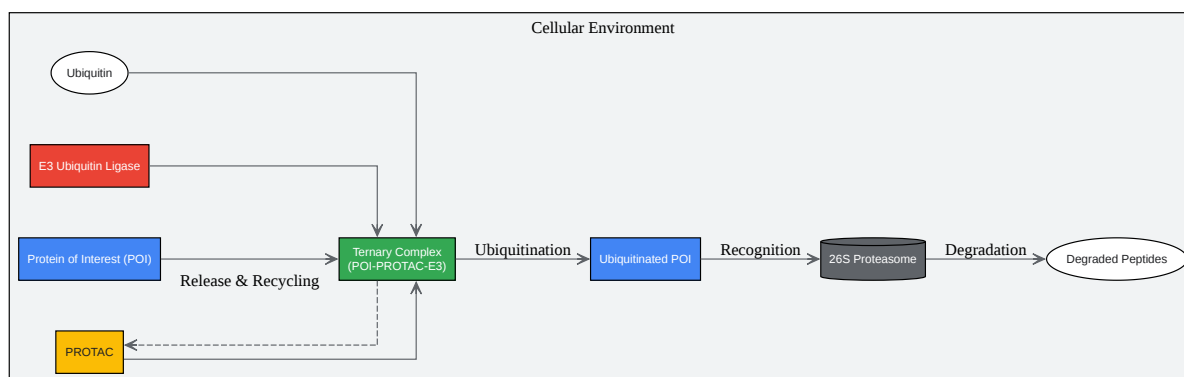 Cellular Environment
Ubiquitin
E3 Ubiquitin Ligase
Protein of Interest (POI)
Release & Recycling
PROTAC
Ternary Complex
(POI-PROTAC-E3)
Ubiquitination
Ubiquitinated POI
Recognition
26S Proteasome
Degradation
Degraded Peptides